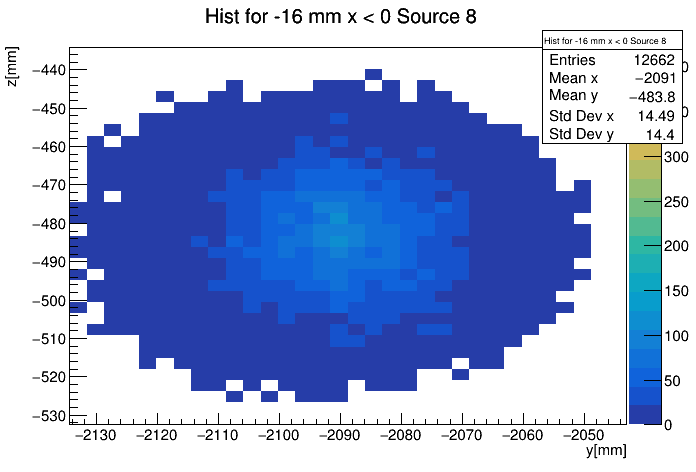 Hist for -16 mm x < 0 Source 8
z[mm]
Hist for -16 mm x < 0 Source 8
Entries 12662
Mean x −2091
Mean y −483.8
Std Dev x 14.49
Std Dev y 14.4
−440
−450
−460
−470
−480
−490
−500
−510
−520
−530
−2130 −2120 −2110 −2100 −2090 −2080 −2070 −2060 −2050
y[mm]
0
0
300
250
200
150
100
50
0